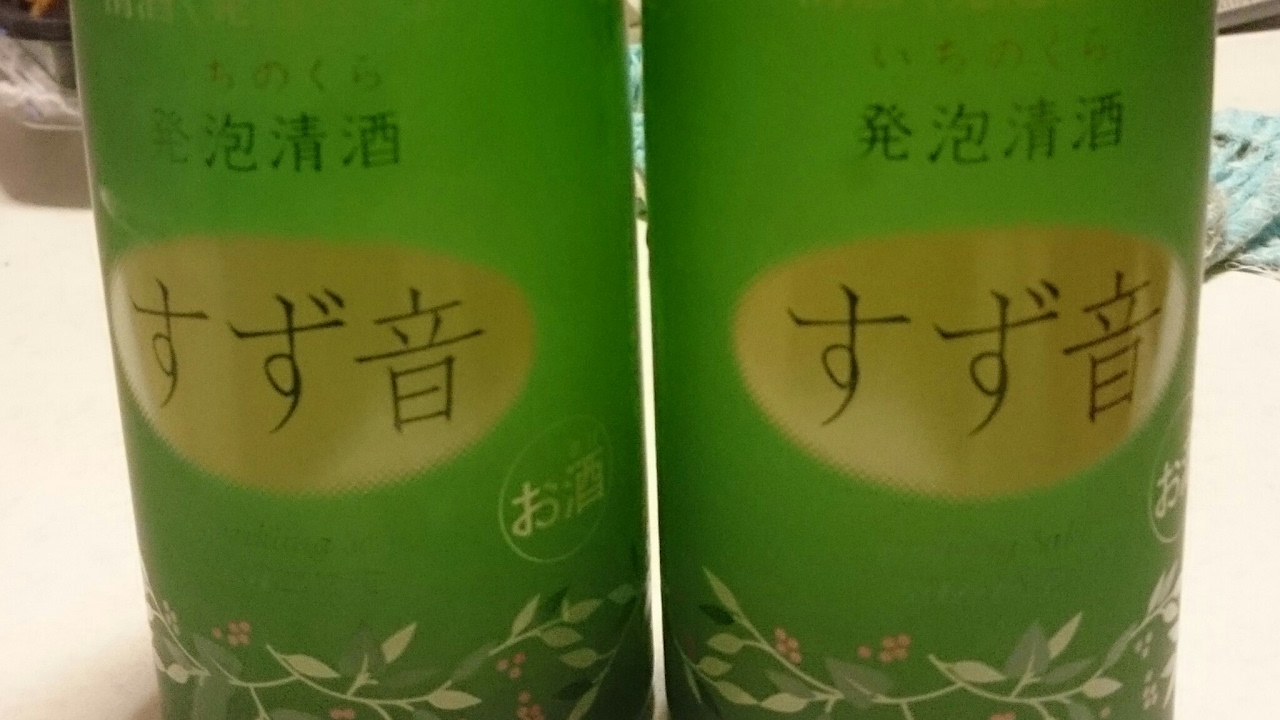 ちのくら
発泡清酒
すず音
お酒
いちのくら
発泡清酒
すず音
お